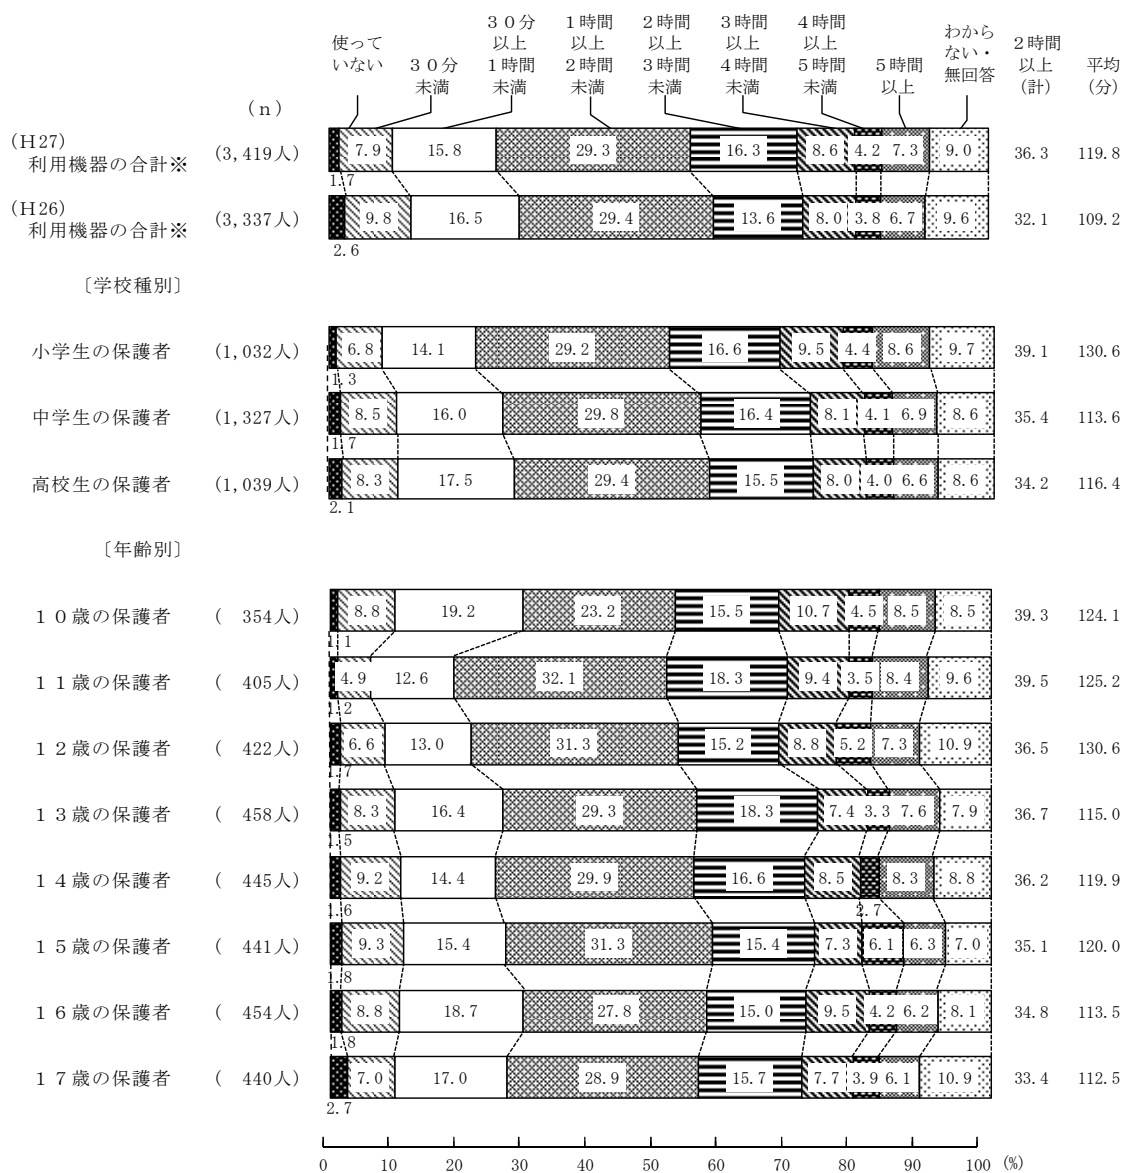 使って
いない
３０分
未満
３０分
以上
１時間
未満
１時間
以上
２時間
未満
２時間
以上
３時間
未満
３時間
以上
４時間
未満
４時間
以上
５時間
未満
５時間
以上
わから
ない・
無回答
２時間
以上
(計)
平均
(分)
(ｎ)
(H27)
利用機器の合計※ (3,419人) 7.9 15.8 29.3 16.3 8.6 4.2 7.3 9.0 36.3 119.8
1.7
(H26)
利用機器の合計※ (3,337人) 9.8 16.5 29.4 13.6 8.0 3.8 6.7 9.6 32.1 109.2
2.6
〔学校種別〕
小学生の保護者 (1,032人) 6.8 14.1 29.2 16.6 9.5 4.4 8.6 9.7 39.1 130.6
1.3
中学生の保護者 (1,327人) 8.5 16.0 29.8 16.4 8.1 4.1 6.9 8.6 35.4 113.6
1.7
高校生の保護者 (1,039人) 8.3 17.5 29.4 15.5 8.0 4.0 6.6 8.6 34.2 116.4
2.1
〔年齢別〕
１０歳の保護者 ( 354人) 8.8 19.2 23.2 15.5 10.7 4.5 8.5 8.5 39.3 124.1
1.1
１１歳の保護者 ( 405人) 4.9 12.6 32.1 18.3 9.4 3.5 8.4 9.6 39.5 125.2
1.2
１２歳の保護者 ( 422人) 6.6 13.0 31.3 15.2 8.8 5.2 7.3 10.9 36.5 130.6
1.7
１３歳の保護者 ( 458人) 8.3 16.4 29.3 18.3 7.4 3.3 7.6 7.9 36.7 115.0
1.5
１４歳の保護者 ( 445人) 9.2 14.4 29.9 16.6 8.5 8.3 8.8 36.2 119.9
1.6 2.7
１５歳の保護者 ( 441人) 9.3 15.4 31.3 15.4 7.3 6.1 6.3 7.0 35.1 120.0
1.8
１６歳の保護者 ( 454人) 8.8 18.7 27.8 15.0 9.5 4.2 6.2 8.1 34.8 113.5
1.8
１７歳の保護者 ( 440人) 7.0 17.0 28.9 15.7 7.7 3.9 6.1 10.9 33.4 112.5
2.7
0 10 20 30 40 50 60 70 80 90 100 (%)